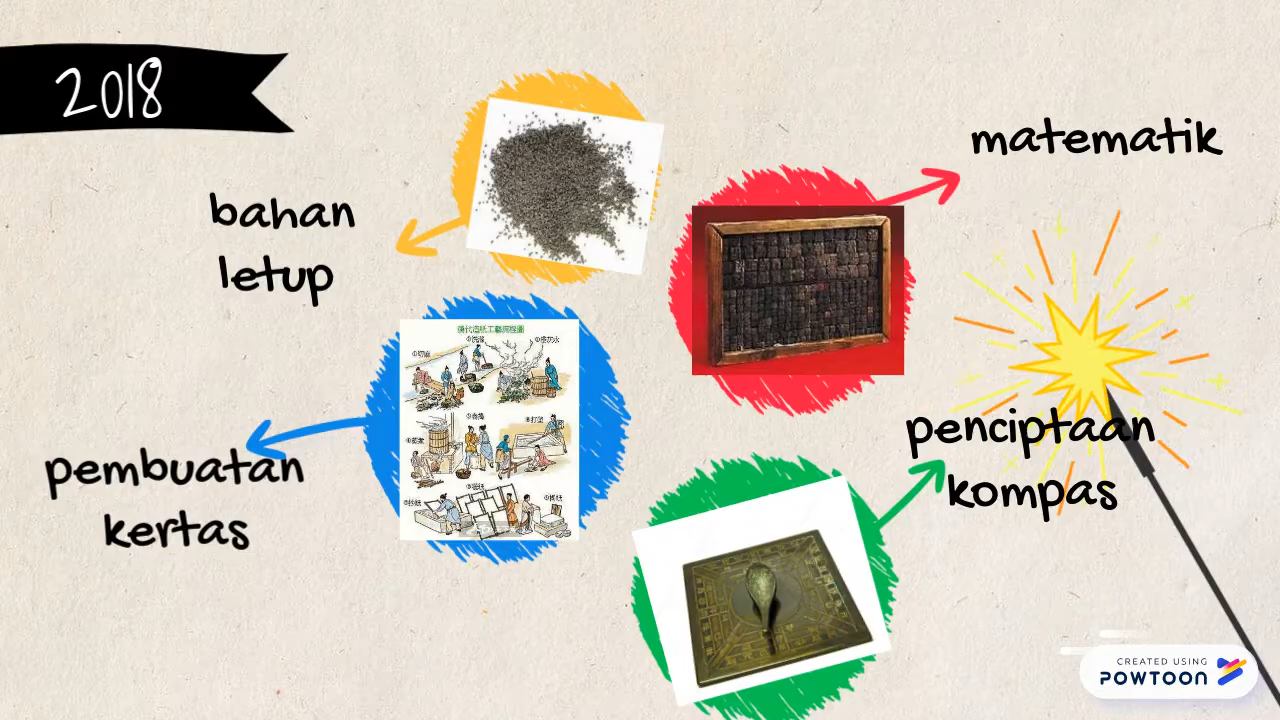 2018
bahan
letup
matematik
pembuatan
kertas
penciptaan
kompas
CREATED USING
POWTOON